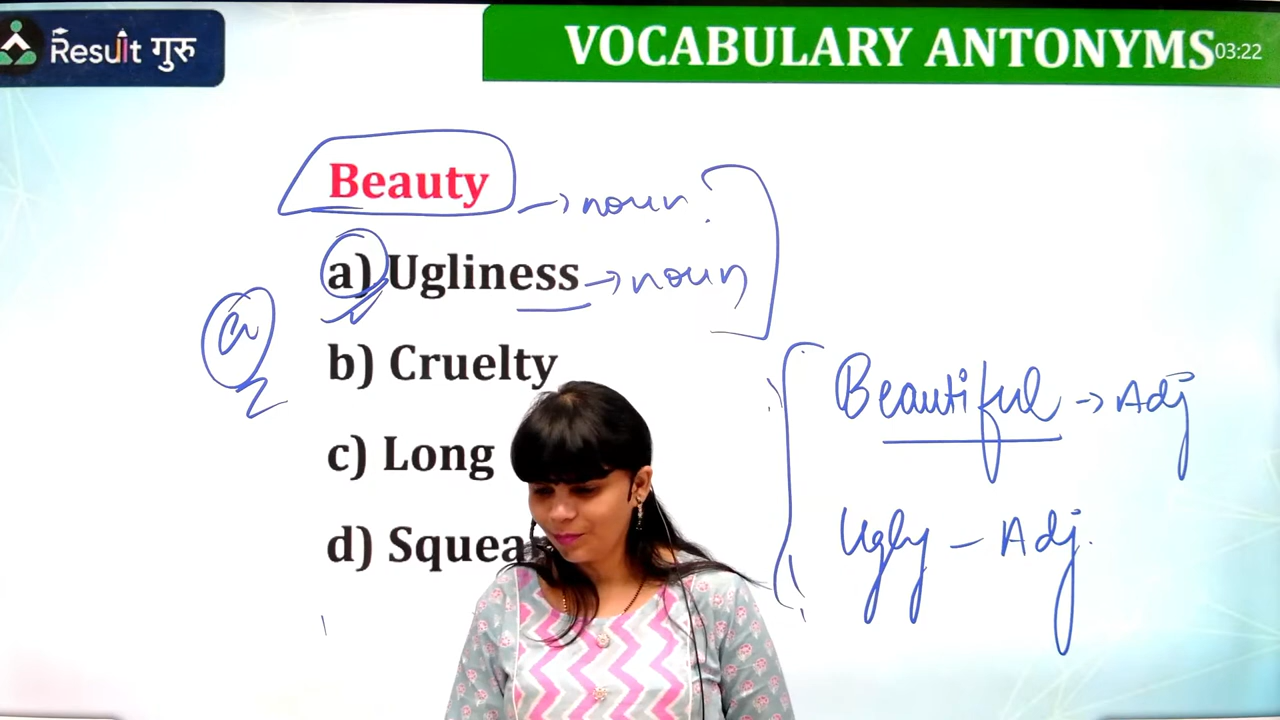 Result गुरु
VOCABULARY ANTONYMS
03:22
Beauty → noun
a) Ugliness → noun
a
b) Cruelty
Beautiful → Adj
c) Long
d)
Ugly - Adj.